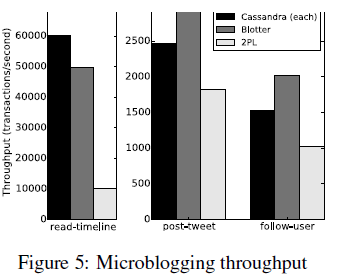 Throughput (transactions/second)
60000
50000
40000
30000
20000
10000
0
read-timeline
2500
2000
1500
1000
500
0
post-tweet
follow-user
Cassandra (each)
Blotter
2PL
Figure 5: Microblogging throughput